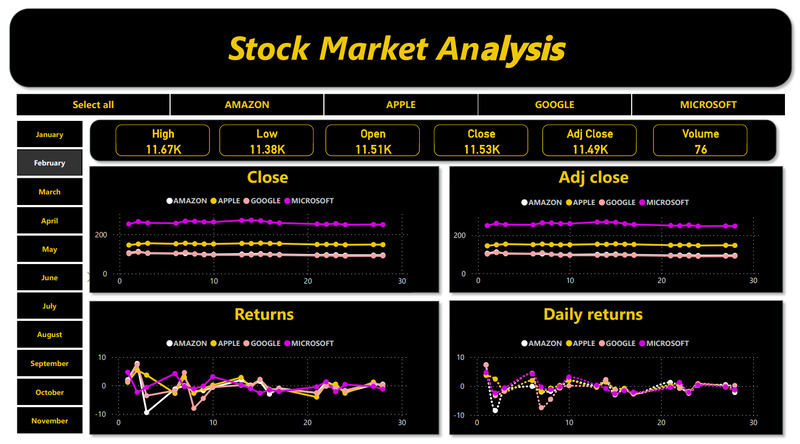 Stock Market Analysis
Select all AMAZON APPLE GOOGLE MICROSOFT
January
February
March
April
May
June
July
August
September
October
November
High Low Open Close Adj Close Volume
11.67K 11.38K 11.51K 11.53K 11.49K 76
Close
AMAZON APPLE GOOGLE MICROSOFT
200
0
0 10 20 30
Adj close
AMAZON APPLE GOOGLE MICROSOFT
200
0
0 10 20 30
Returns
AMAZON APPLE GOOGLE MICROSOFT
10
0
-10
0 10 20 30
Daily returns
AMAZON APPLE GOOGLE MICROSOFT
10
0
-10
0 10 20 30